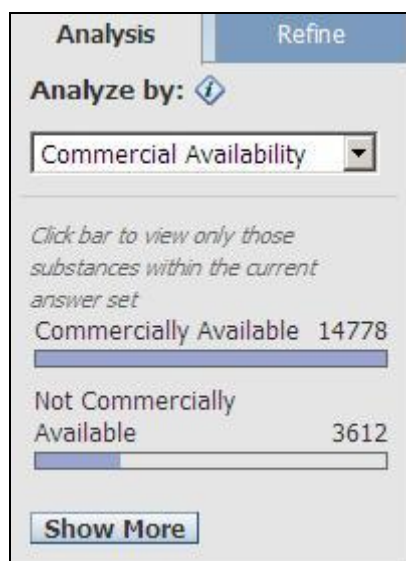 Analysis Refine
Analyze by:
Commercial Availability
Click bar to view only those
substances within the current
answer set
Commercially Available 14778
Not Commercially
Available 3612
Show More